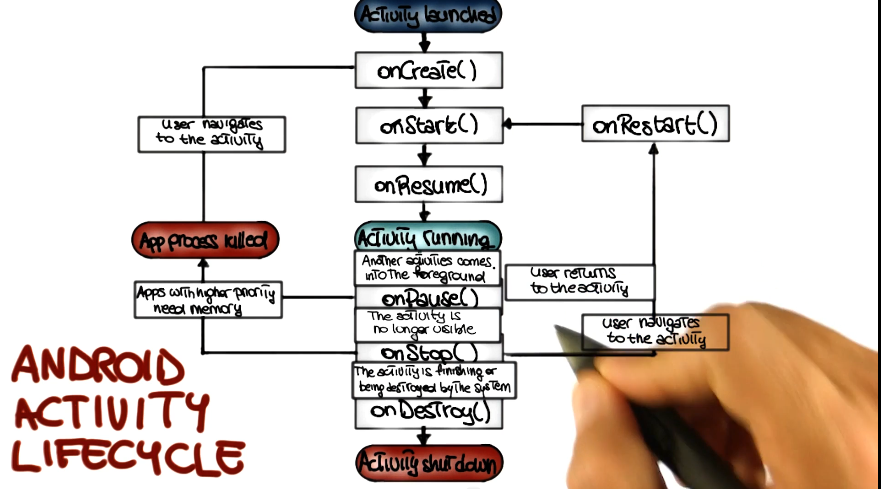 Activity launched
onCreate()
user navigates
to the activity
onStart()
onRestart()
onResume()
App process killed
Activity running
Another activities comes
into the foreground
user returns
to the activity
Apps with higher priority
need memory
onPause()
The activity is
no longer visible
user navigates
to the activity
onStop()
The activity is finishing or
being destroyed by the system
onDestroy()
Activity shut down
ANDROID
ACTIVITY
LIFECYCLE